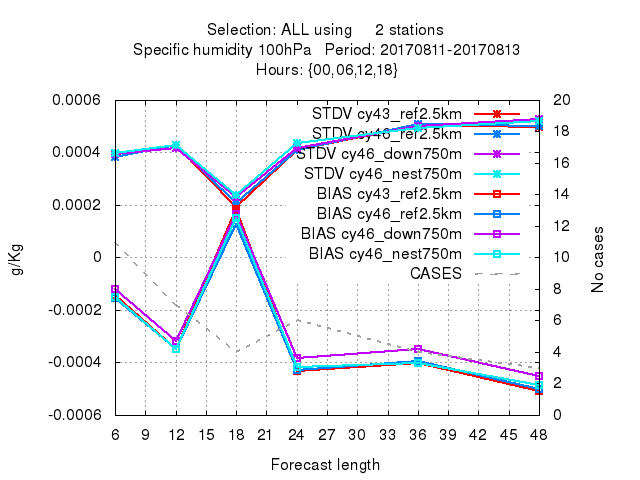 Selection: ALL using 2 stations
Specific humidity 100hPa Period: 20170811-20170813
Hours: {00,06,12,18}
0.0006
0.0004
0.0002
0
-0.0002
-0.0004
-0.0006
g/Kg
STDV cy43_ref2.5km
STDV cy46_ref2.5km
STDV cy46_down750m
STDV cy46_nest750m
BIAS cy43_ref2.5km
BIAS cy46_ref2.5km
BIAS cy46_down750m
BIAS cy46_nest750m
CASES
20
18
16
14
12
10
8
6
4
2
0
No cases
6 9 12 15 18 21 24 27 30 33 36 39 42 45 48
Forecast length